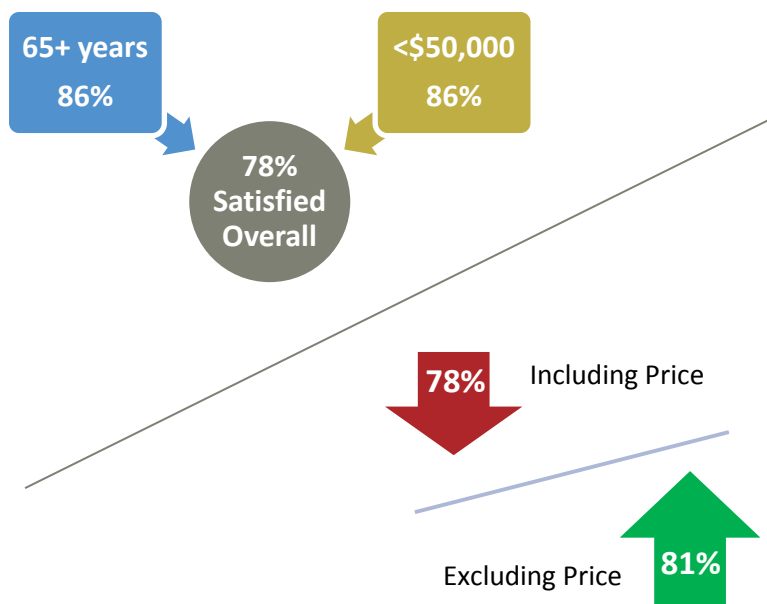 65+ years
86%
<$50,000
86%
78%
Satisfied
Overall
78%
Including Price
Excluding Price
81%